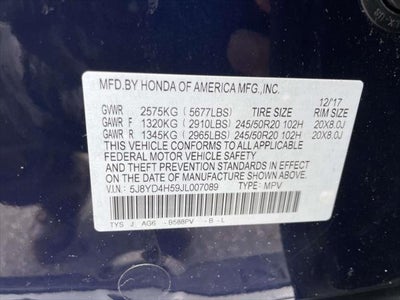 MFD.BY HONDA OF AMERICA MFG.,INC.
12/17
GVWR 2575KG (5677LBS) TIRE SIZE RIM SIZE
GAWR F 1320KG (2910LBS) 245/50R20 102H 20X8.0J
GAWR R 1345KG (2965LBS) 245/50R20 102H 20X8.0J
THIS VEHICLE CONFORMS TO ALL APPLICABLE
FEDERAL MOTOR VEHICLE SAFETY
AND THEFT PREVENTION STANDARDS IN EFFECT
ON THE DATE OF MANUFACTURE SHOWN ABOVE.
V.I.N: 5J8YD4H59JL007089 TYPE: MPV
TYS J AG6 B588PV -B -L